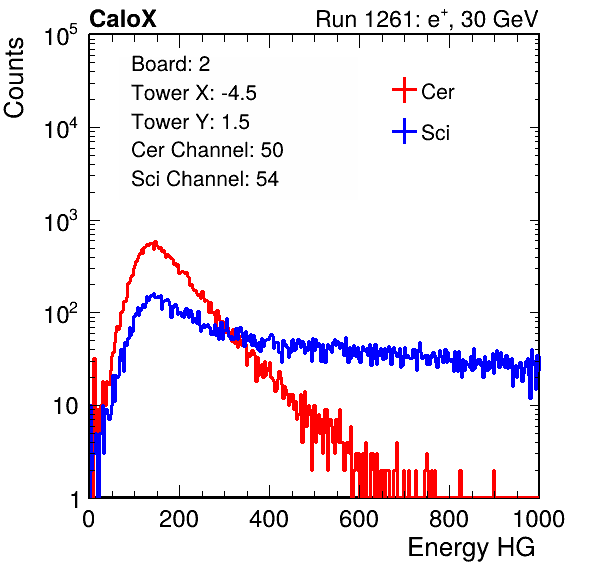 CaloX Run 1261: e⁺, 30 GeV
Counts
Board: 2
Tower X: -4.5
Tower Y: 1.5
Cer Channel: 50
Sci Channel: 54
Cer
Sci
10⁵
10⁴
10³
10²
10
1
0 200 400 600 800 1000
Energy HG